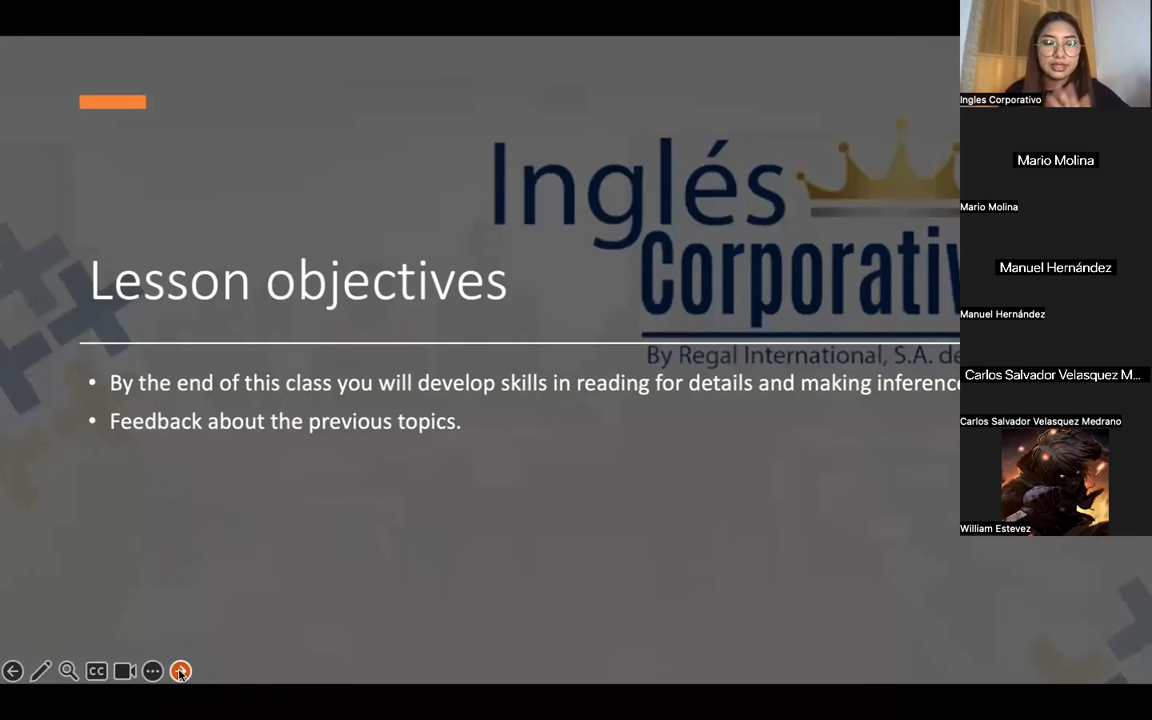 Inglés
Corporativ
By Regal International, S.A. de
Lesson objectives
• By the end of this class you will develop skills in reading for details and making inference
• Feedback about the previous topics.
Ingles Corporativo
Mario Molina
Mario Molina
Manuel Hernández
Manuel Hernández
Carlos Salvador Velasquez M...
Carlos Salvador Velasquez Medrano
William Estevez
CC